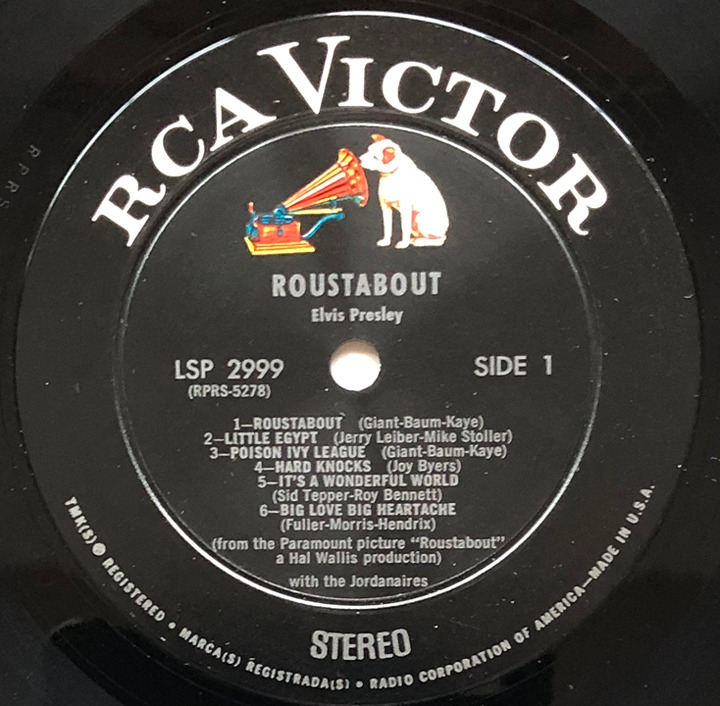 RCA VICTOR
ROUSTABOUT
Elvis Presley
LSP 2999
(RPRS-5278)
SIDE 1
1—ROUSTABOUT (Giant-Baum-Kaye)
2—LITTLE EGYPT (Jerry Leiber-Mike Stoller)
3—POISON IVY LEAGUE (Giant-Baum-Kaye)
4—HARD KNOCKS (Joy Byers)
5—IT'S A WONDERFUL WORLD
(Sid Tepper-Roy Bennett)
6—BIG LOVE BIG HEARTACHE
(Fuller-Morris-Hendrix)
(from the Paramount picture "Roustabout"
a Hal Wallis production)
with the Jordanaires
STEREO
TMK(S) ® REGISTERED • MARCA(S) REGISTRADA(S) • RADIO CORPORATION OF AMERICA—MADE IN U.S.A.
RPRS